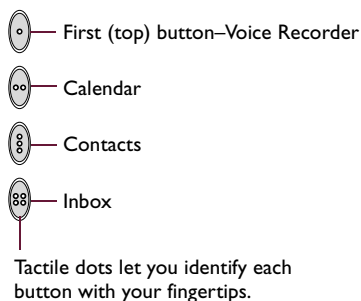 First (top) button–Voice Recorder
Calendar
Contacts
Inbox
Tactile dots let you identify each
button with your fingertips.